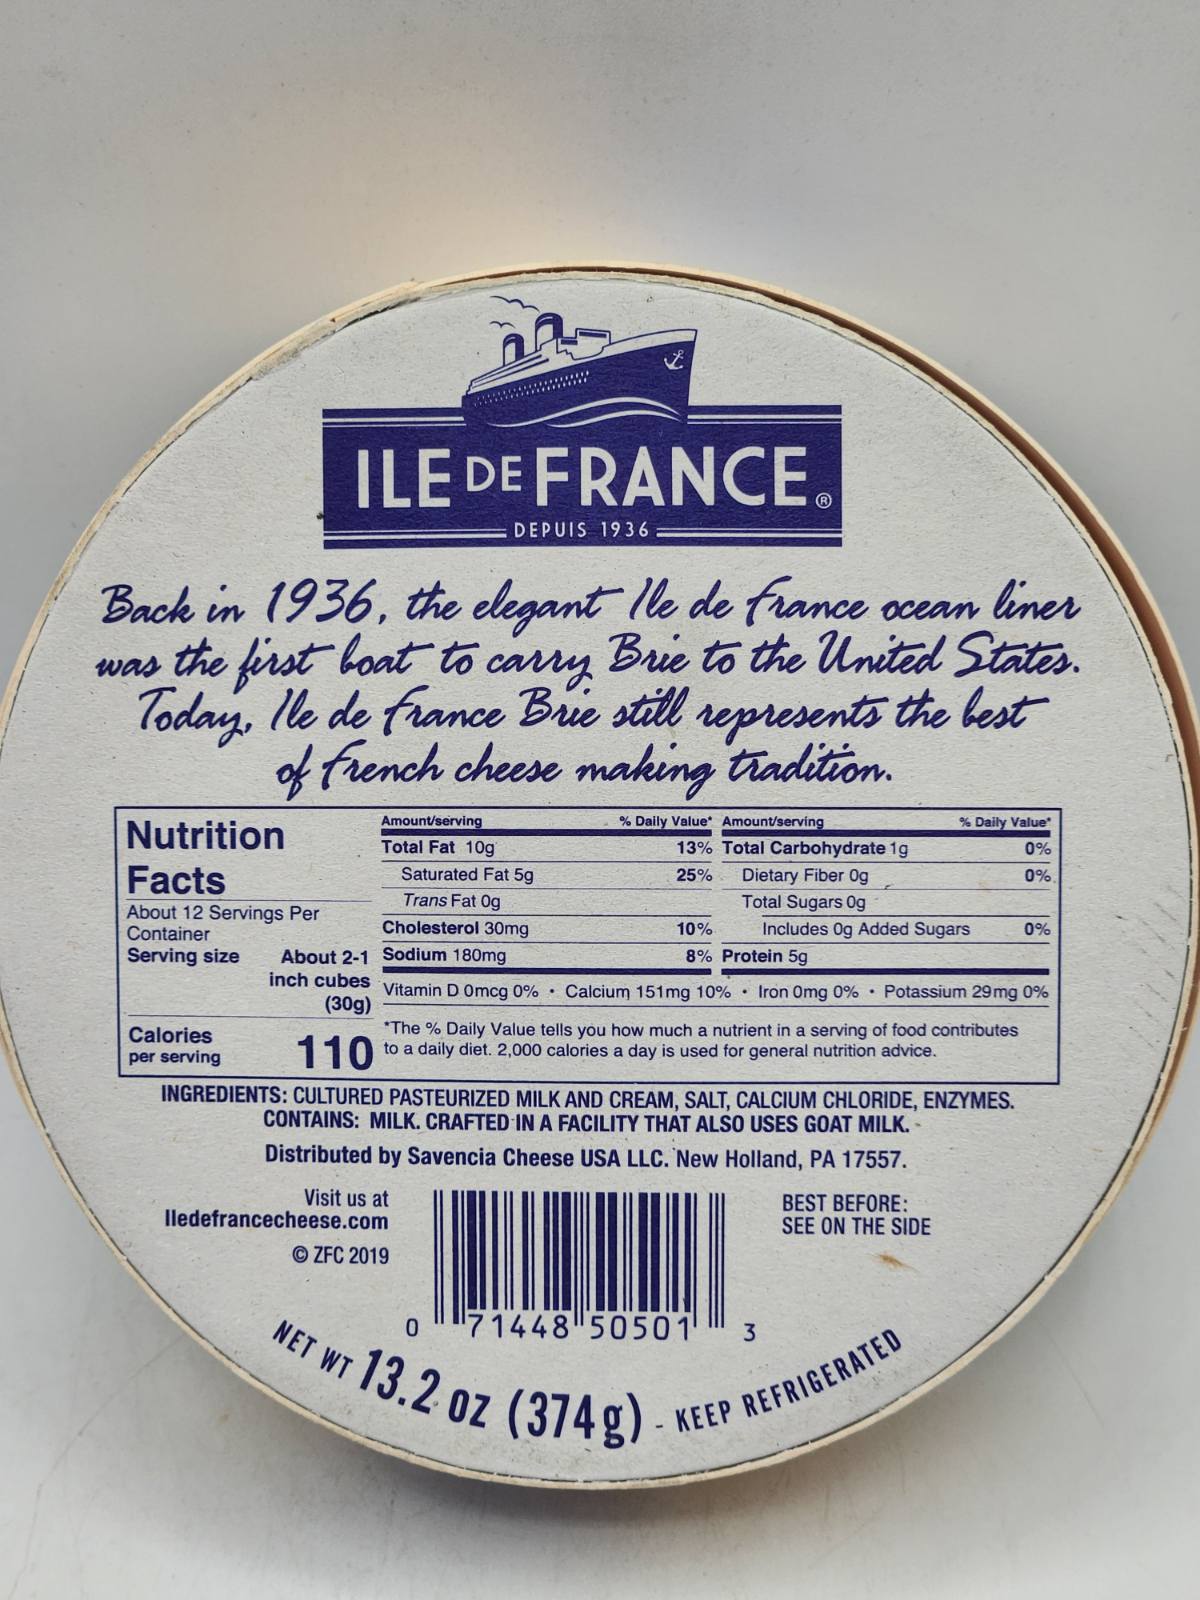 ILE DE FRANCE®
DEPUIS 1936
Back in 1936, the elegant Ile de France ocean liner
was the first boat to carry Brie to the United States.
Today, Ile de France Brie still represents the best
of French cheese making tradition.
Nutrition
Facts
About 12 Servings Per
Container
Serving size About 2-1
inch cubes
(30g)
Calories
per serving 110
Amount/serving % Daily Value*
Total Fat 10g 13%
Saturated Fat 5g 25%
Trans Fat 0g
Cholesterol 30mg 10%
Sodium 180mg 8%
Amount/serving % Daily Value*
Total Carbohydrate 1g 0%
Dietary Fiber 0g 0%
Total Sugars 0g
Includes 0g Added Sugars 0%
Protein 5g
Vitamin D 0mcg 0% • Calcium 151mg 10% • Iron 0mg 0% • Potassium 29mg 0%
*The % Daily Value tells you how much a nutrient in a serving of food contributes
to a daily diet. 2,000 calories a day is used for general nutrition advice.
INGREDIENTS: CULTURED PASTEURIZED MILK AND CREAM, SALT, CALCIUM CHLORIDE, ENZYMES.
CONTAINS: MILK. CRAFTED IN A FACILITY THAT ALSO USES GOAT MILK.
Distributed by Savencia Cheese USA LLC. New Holland, PA 17557.
Visit us at
Iledefrancecheese.com
© ZFC 2019
0 71448 50501 3
BEST BEFORE:
SEE ON THE SIDE
NET WT 13.2 OZ (374g) - KEEP REFRIGERATED